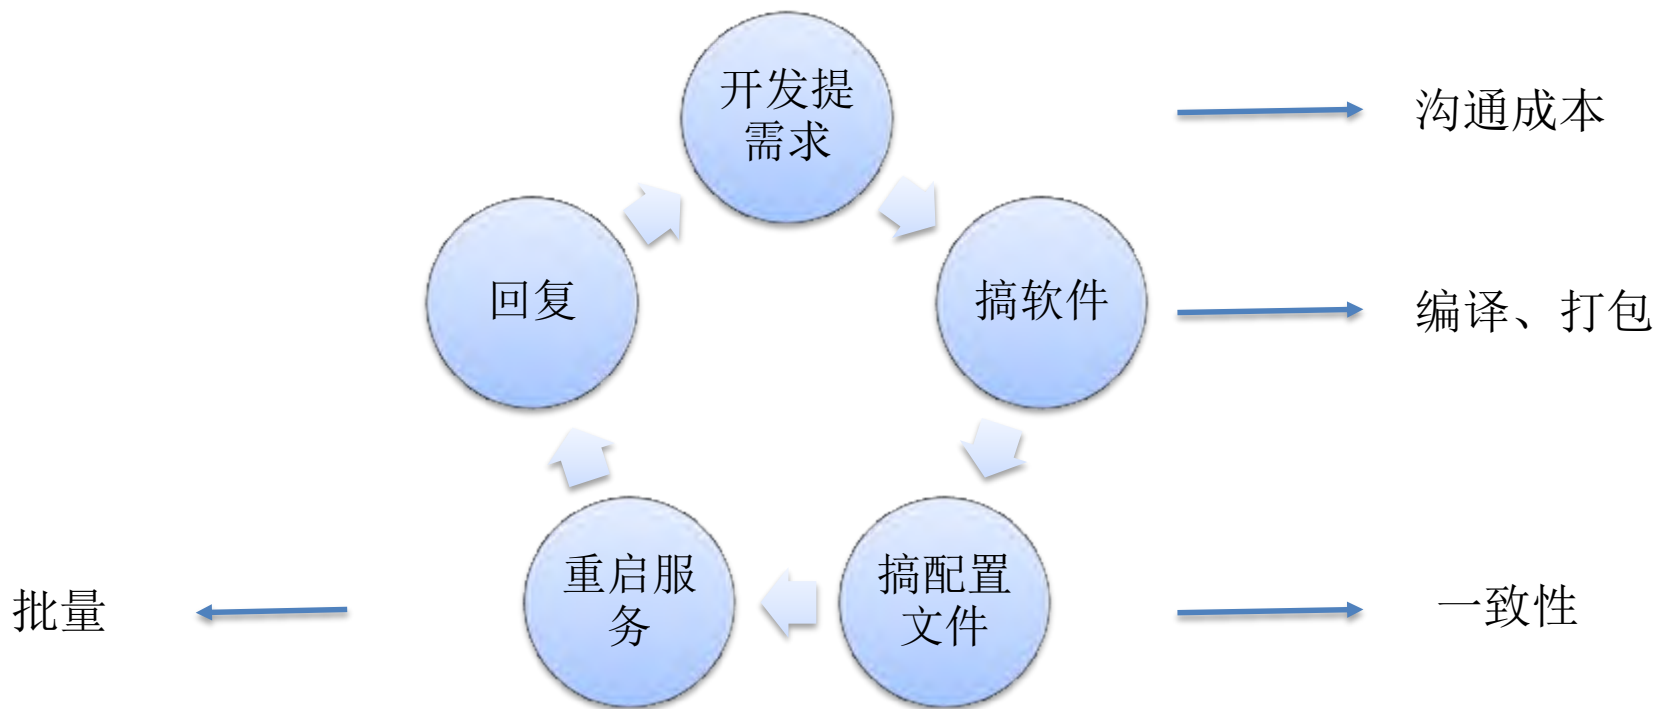 开发提
需求
沟通成本
回复
搞软件
编译、打包
重启服
务
搞配置
文件
批量
一致性